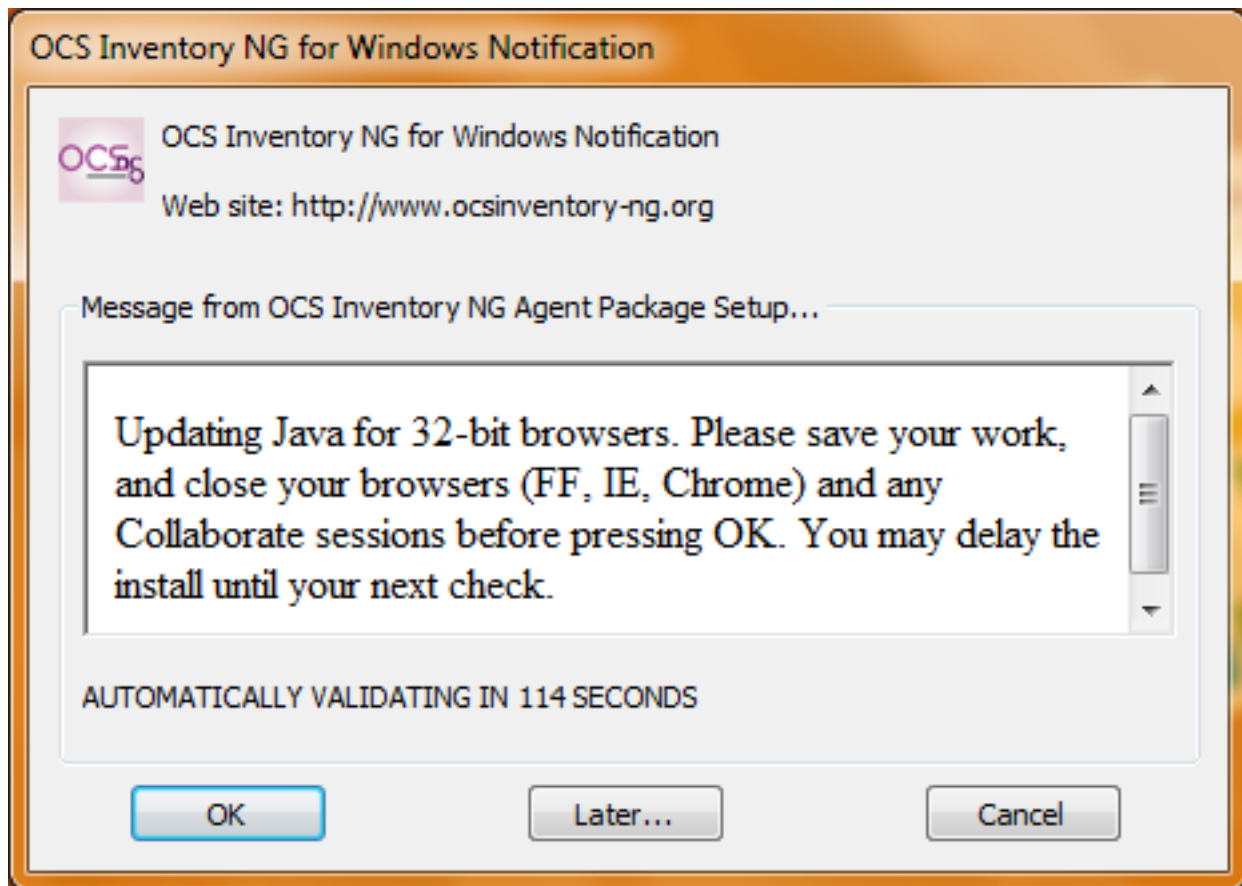 OCS Inventory NG for Windows Notification
OCSng
OCS Inventory NG for Windows Notification
Web site: http://www.ocsinventory-ng.org
Message from OCS Inventory NG Agent Package Setup...
Updating Java for 32-bit browsers. Please save your work,
and close your browsers (FF, IE, Chrome) and any
Collaborate sessions before pressing OK. You may delay the
install until your next check.
AUTOMATICALLY VALIDATING IN 114 SECONDS
OK
Later...
Cancel